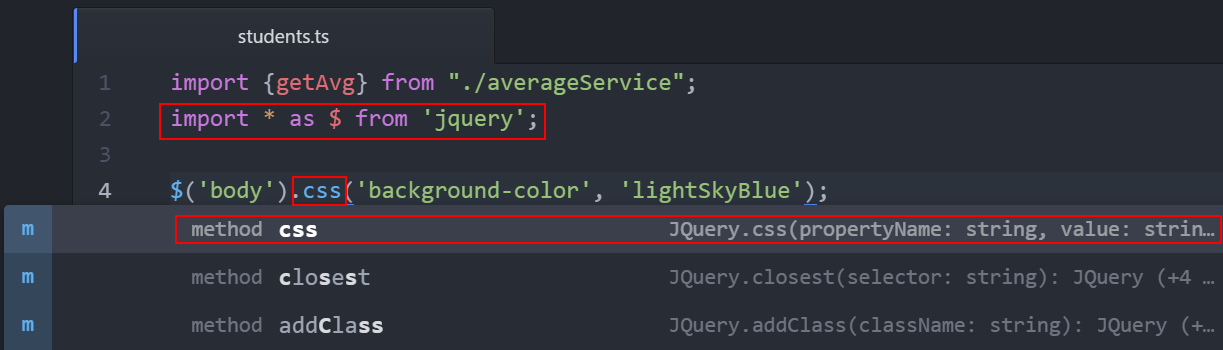 students.ts
1 import {getAvg} from "./averageService";
2 import * as $ from 'jquery';
3
4 $('body').css('background-color', 'lightSkyBlue');
m method css JQuery.css(propertyName: string, value: strin…
m method closest JQuery.closest(selector: string): JQuery (+4 …
m method addClass JQuery.addClass(className: string): JQuery (+…